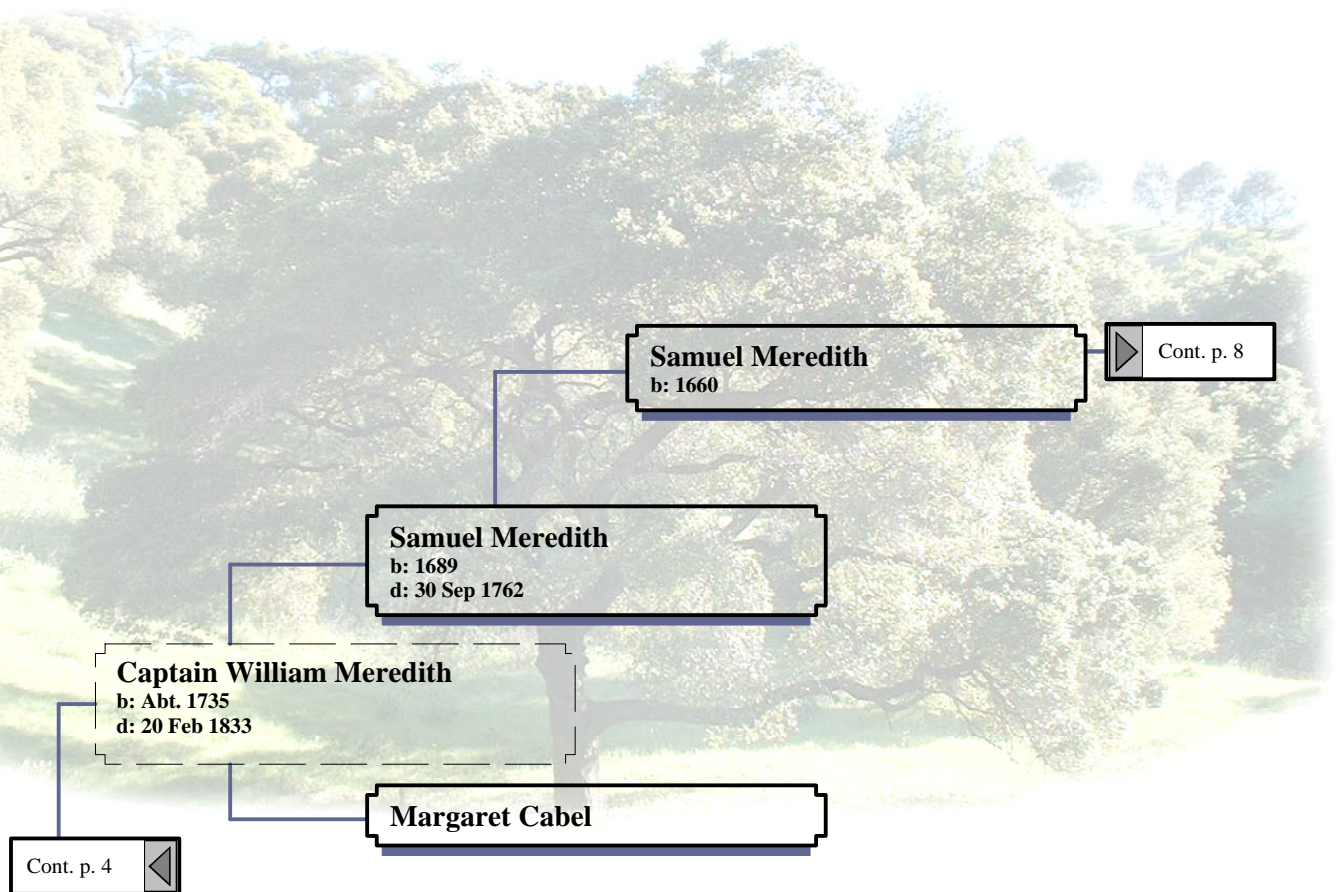 Samuel Meredith
b: 1660
Cont. p. 8
Samuel Meredith
b: 1689
d: 30 Sep 1762
Captain William Meredith
b: Abt. 1735
d: 20 Feb 1833
Margaret Cabel
Cont. p. 4